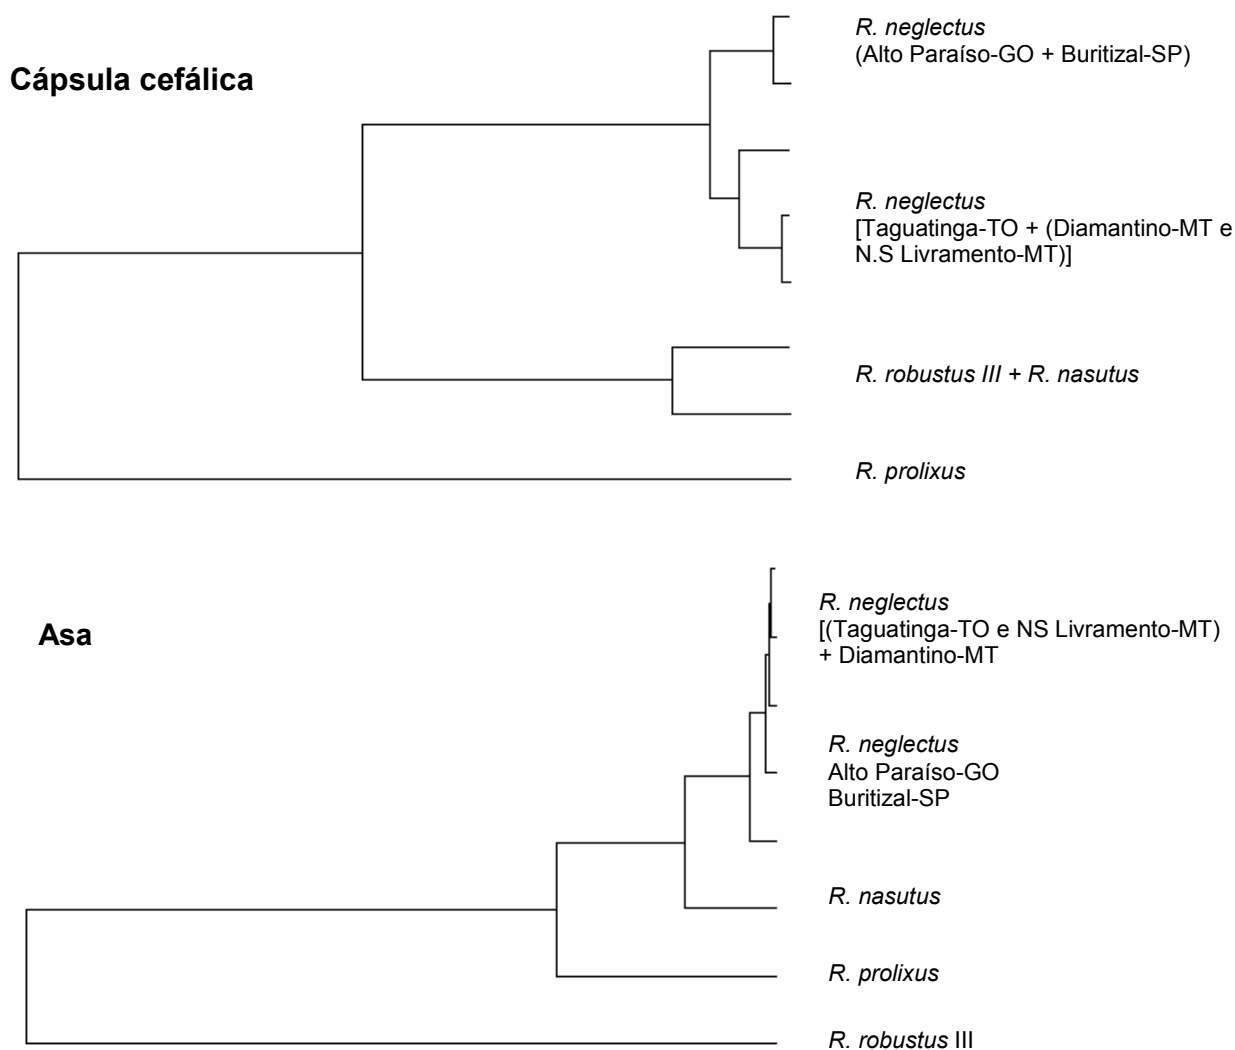 Cápsula cefálica
R. neglectus
(Alto Paraíso-GO + Buritizal-SP)
R. neglectus
[Taguatinga-TO + (Diamantino-MT e
N.S Livramento-MT)]
R. robustus III + R. nasutus
R. prolixus
Asa
R. neglectus
[(Taguatinga-TO e NS Livramento-MT)
+ Diamantino-MT
R. neglectus
Alto Paraíso-GO
Buritizal-SP
R. nasutus
R. prolixus
R. robustus III